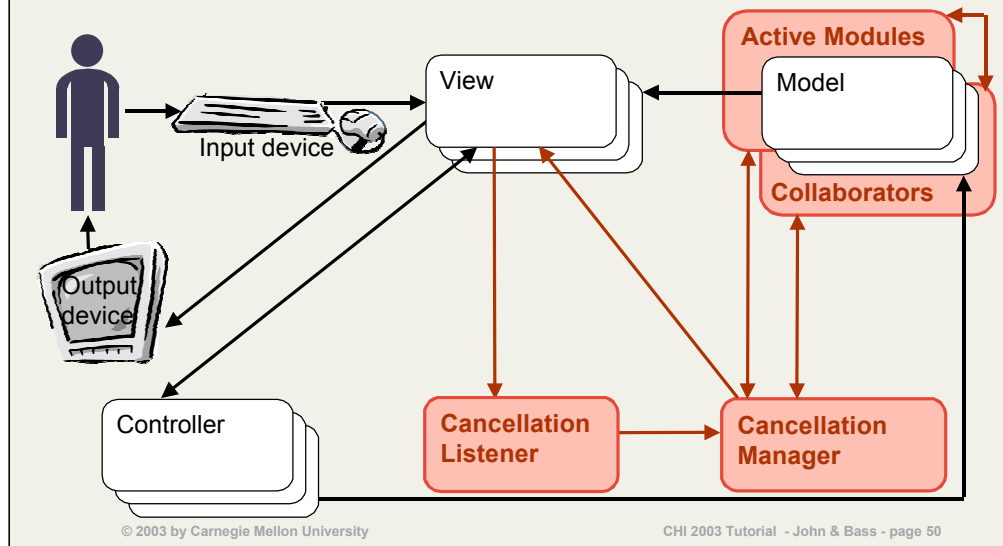 Active Modules
View
Model
Input device
Collaborators
Output
device
Controller
Cancellation
Listener
Cancellation
Manager
© 2003 by Carnegie Mellon University
CHI 2003 Tutorial - John & Bass - page 50